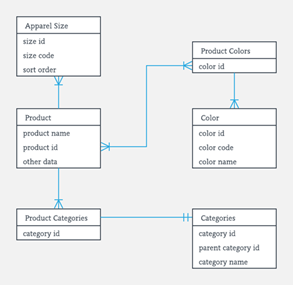 Apparel Size
size id
size code
sort order
Product Colors
color id
Product
product name
product id
other data
Color
color id
color code
color name
Product Categories
category id
Categories
category id
parent category id
category name